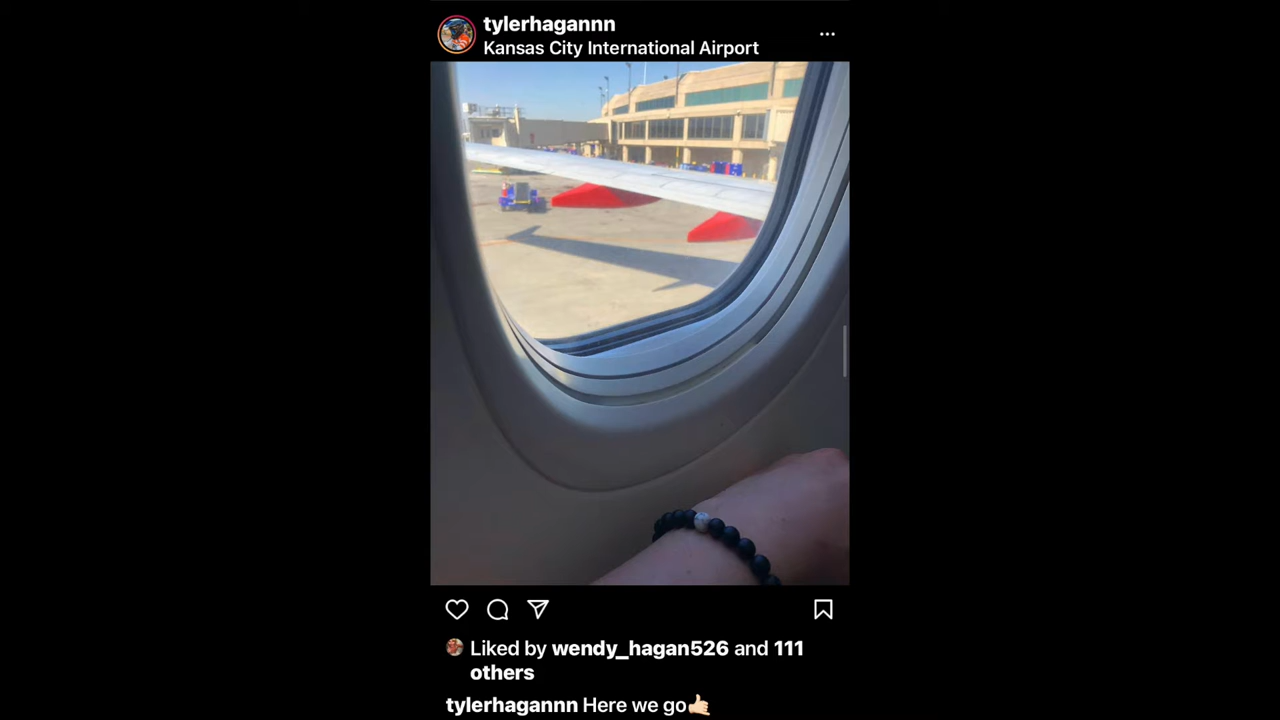 tylerhagannn
Kansas City International Airport
Liked by wendy_hagan526 and 111
others
tylerhagannn Here we go🤙🏻